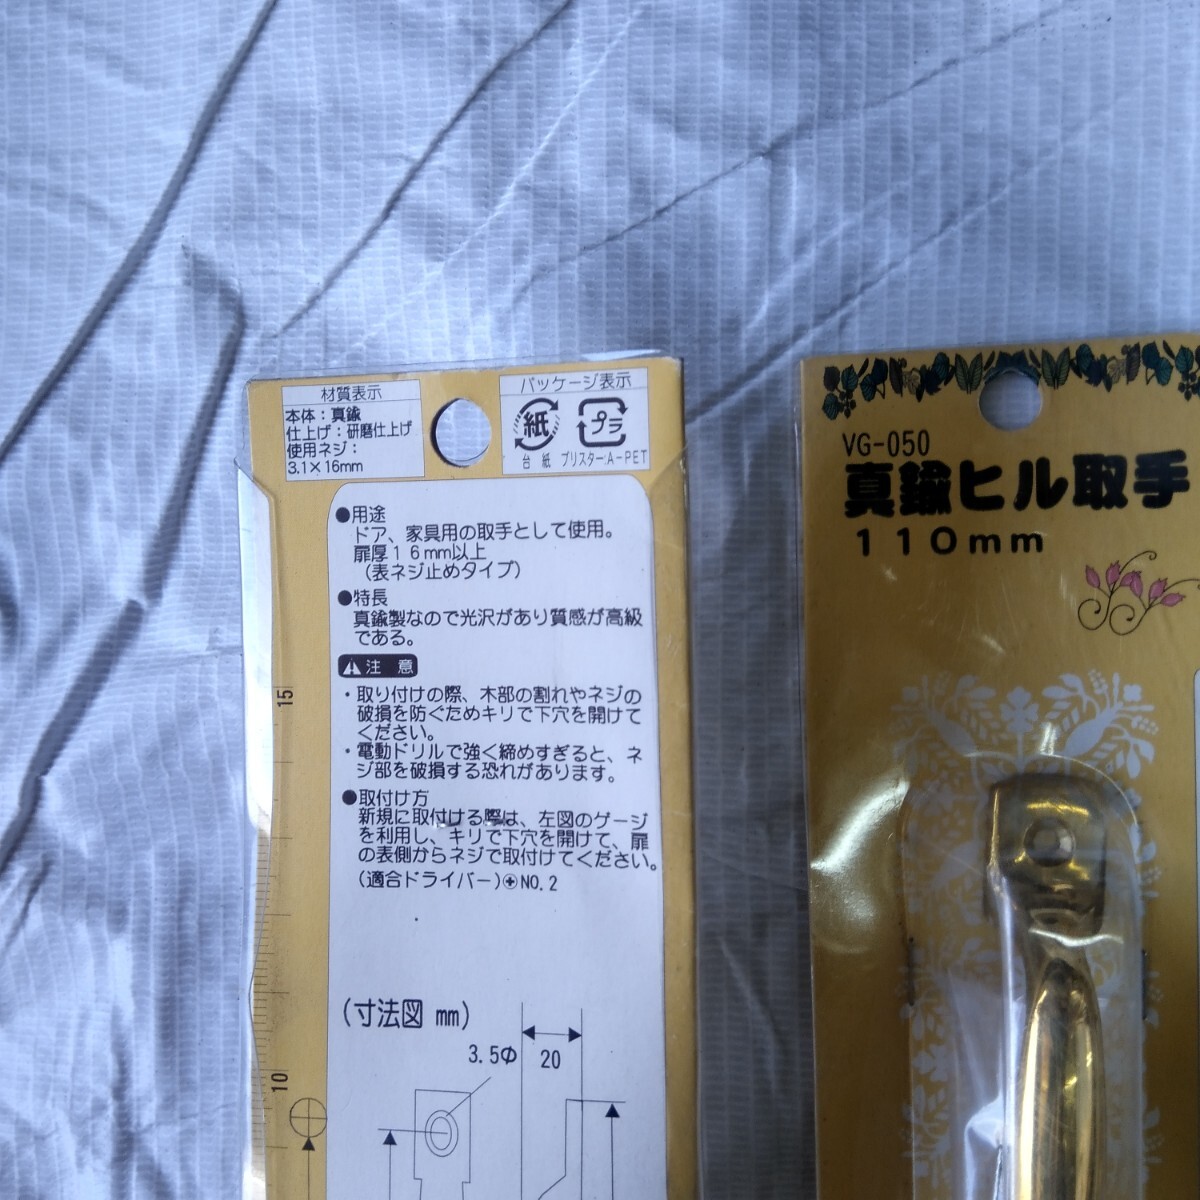 材質表示
本体：真鍮
仕上げ：研磨仕上げ
使用ネジ：
3.1×16mm
パッケージ表示
紙
プラ
台 紙 ブリスター:A-PET
●用途
ドア、家具用の取手として使用。
扉厚１６mm以上
（表ネジ止めタイプ）
●特長
真鍮製なので光沢があり質感が高級
である。
注 意
・取り付けの際、木部の割れやネジの
破損を防ぐためキリで下穴を開けて
ください。
・電動ドリルで強く締めすぎると、ネ
ジ部を破損する恐れがあります。
●取付け方
新規に取付ける際は、左図のゲージ
を利用し、キリで下穴を開けて、扉
の表側からネジで取付けてください。
(適合ドライバー)⊕NO.2
(寸法図 mm)
3.5Φ
20
15
10
VG-050
真鍮ヒル取手
110mm